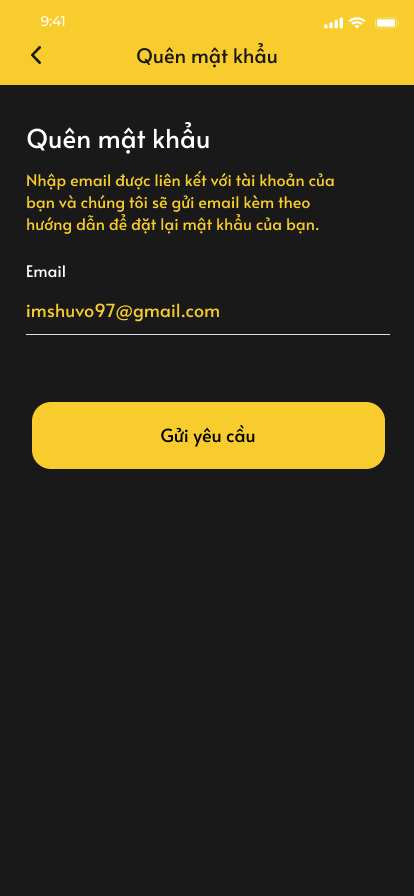 9:41
Quên mật khẩu
Quên mật khẩu
Nhập email được liên kết với tài khoản của
bạn và chúng tôi sẽ gửi email kèm theo
hướng dẫn để đặt lại mật khẩu của bạn.
Email
imshuvo97@gmail.com
Gửi yêu cầu